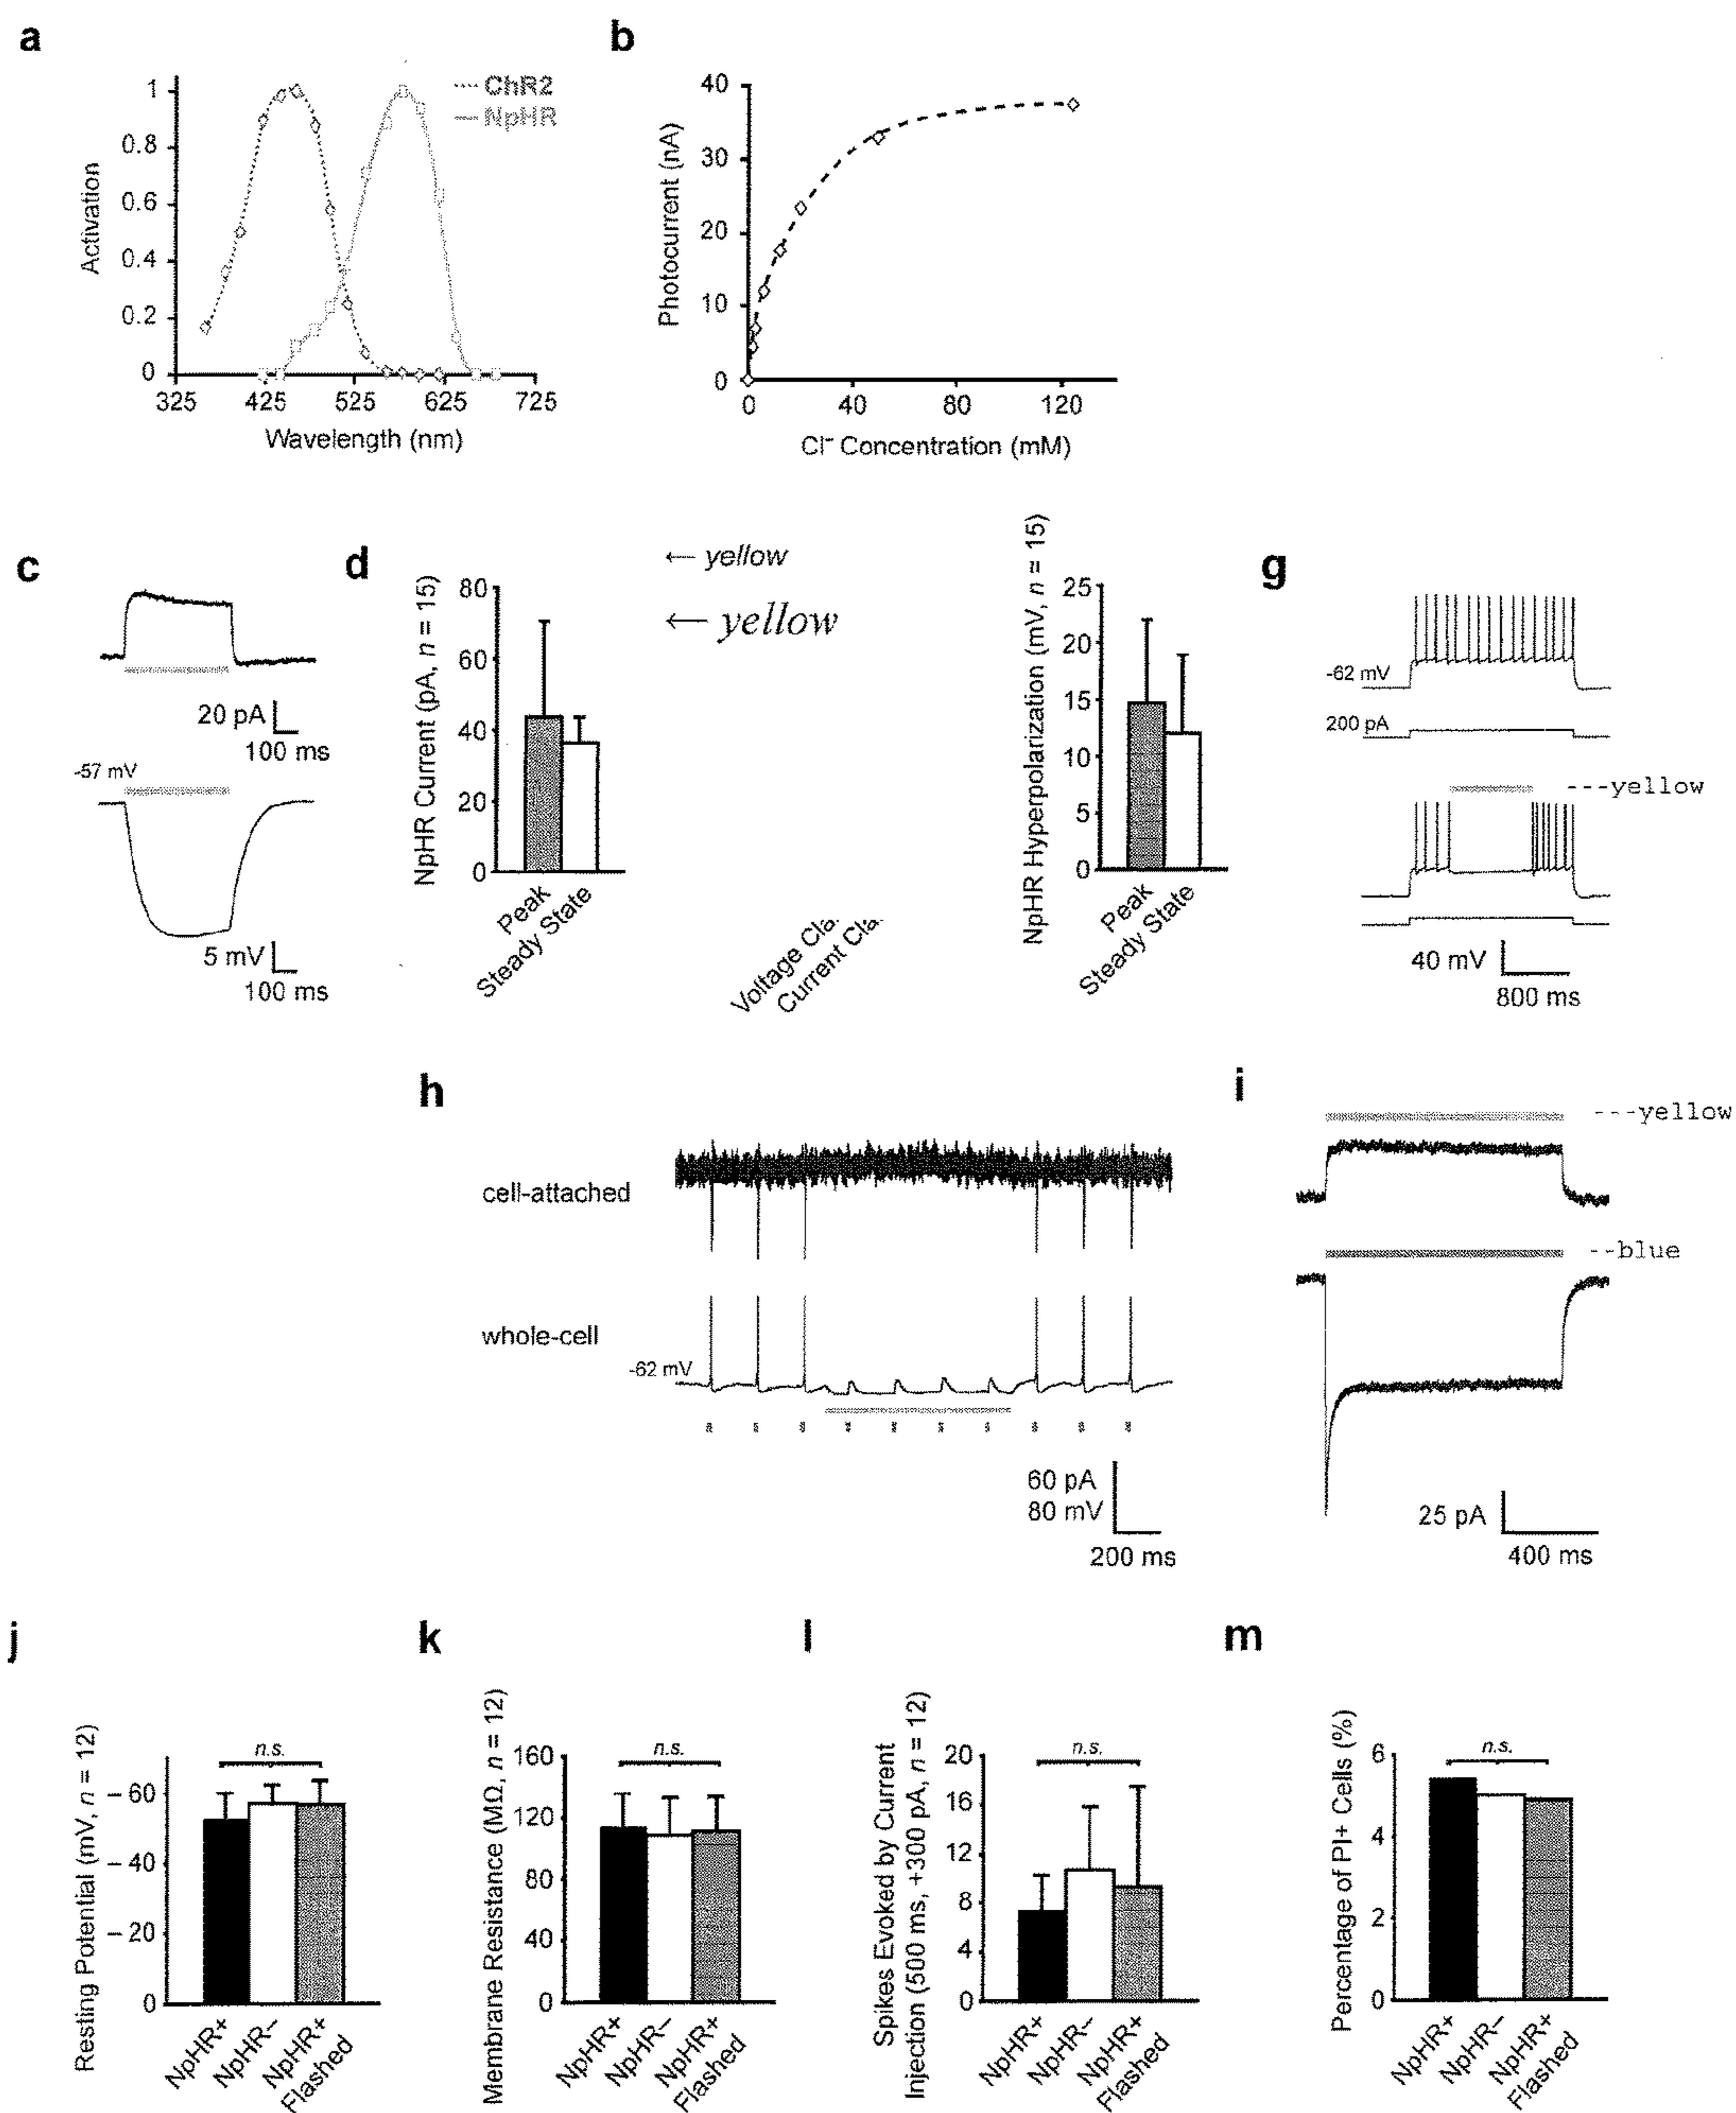 a
1
0.8
0.6
0.4
0.2
0
Activation
325 425 525 625 725
Wavelength (nm)
ChR2
NpHR
b
40
30
20
10
0
Photocurrent (nA)
0 40 80 120
Cl⁻ Concentration (mM)
c
20 pA
100 ms
-57 mV
5 mV
100 ms
d
NpHR Current (pA, n = 15)
80
60
40
20
0
Peak
Steady State
← yellow
← yellow
Voltage Cla.
Current Cla.
NpHR Hyperpolarization (mV, n = 15)
25
20
15
10
5
0
Peak
Steady State
g
-62 mV
200 pA
---yellow
40 mV
800 ms
h
cell-attached
whole-cell
-62 mV
60 pA
80 mV
200 ms
i
---yellow
--blue
25 pA
400 ms
j
Resting Potential (mV, n = 12)
– 60
– 40
– 20
0
n.s.
NpHR+
NpHR–
NpHR+
Flashed
k
Membrane Resistance (MΩ, n = 12)
160
120
80
40
0
n.s.
NpHR+
NpHR–
NpHR+
Flashed
l
Spikes Evoked by Current
Injection (500 ms, +300 pA, n = 12)
20
16
12
8
4
0
n.s.
NpHR+
NpHR–
NpHR+
Flashed
m
Percentage of PI+ Cells (%)
6
4
2
0
n.s.
NpHR+
NpHR–
NpHR+
Flashed